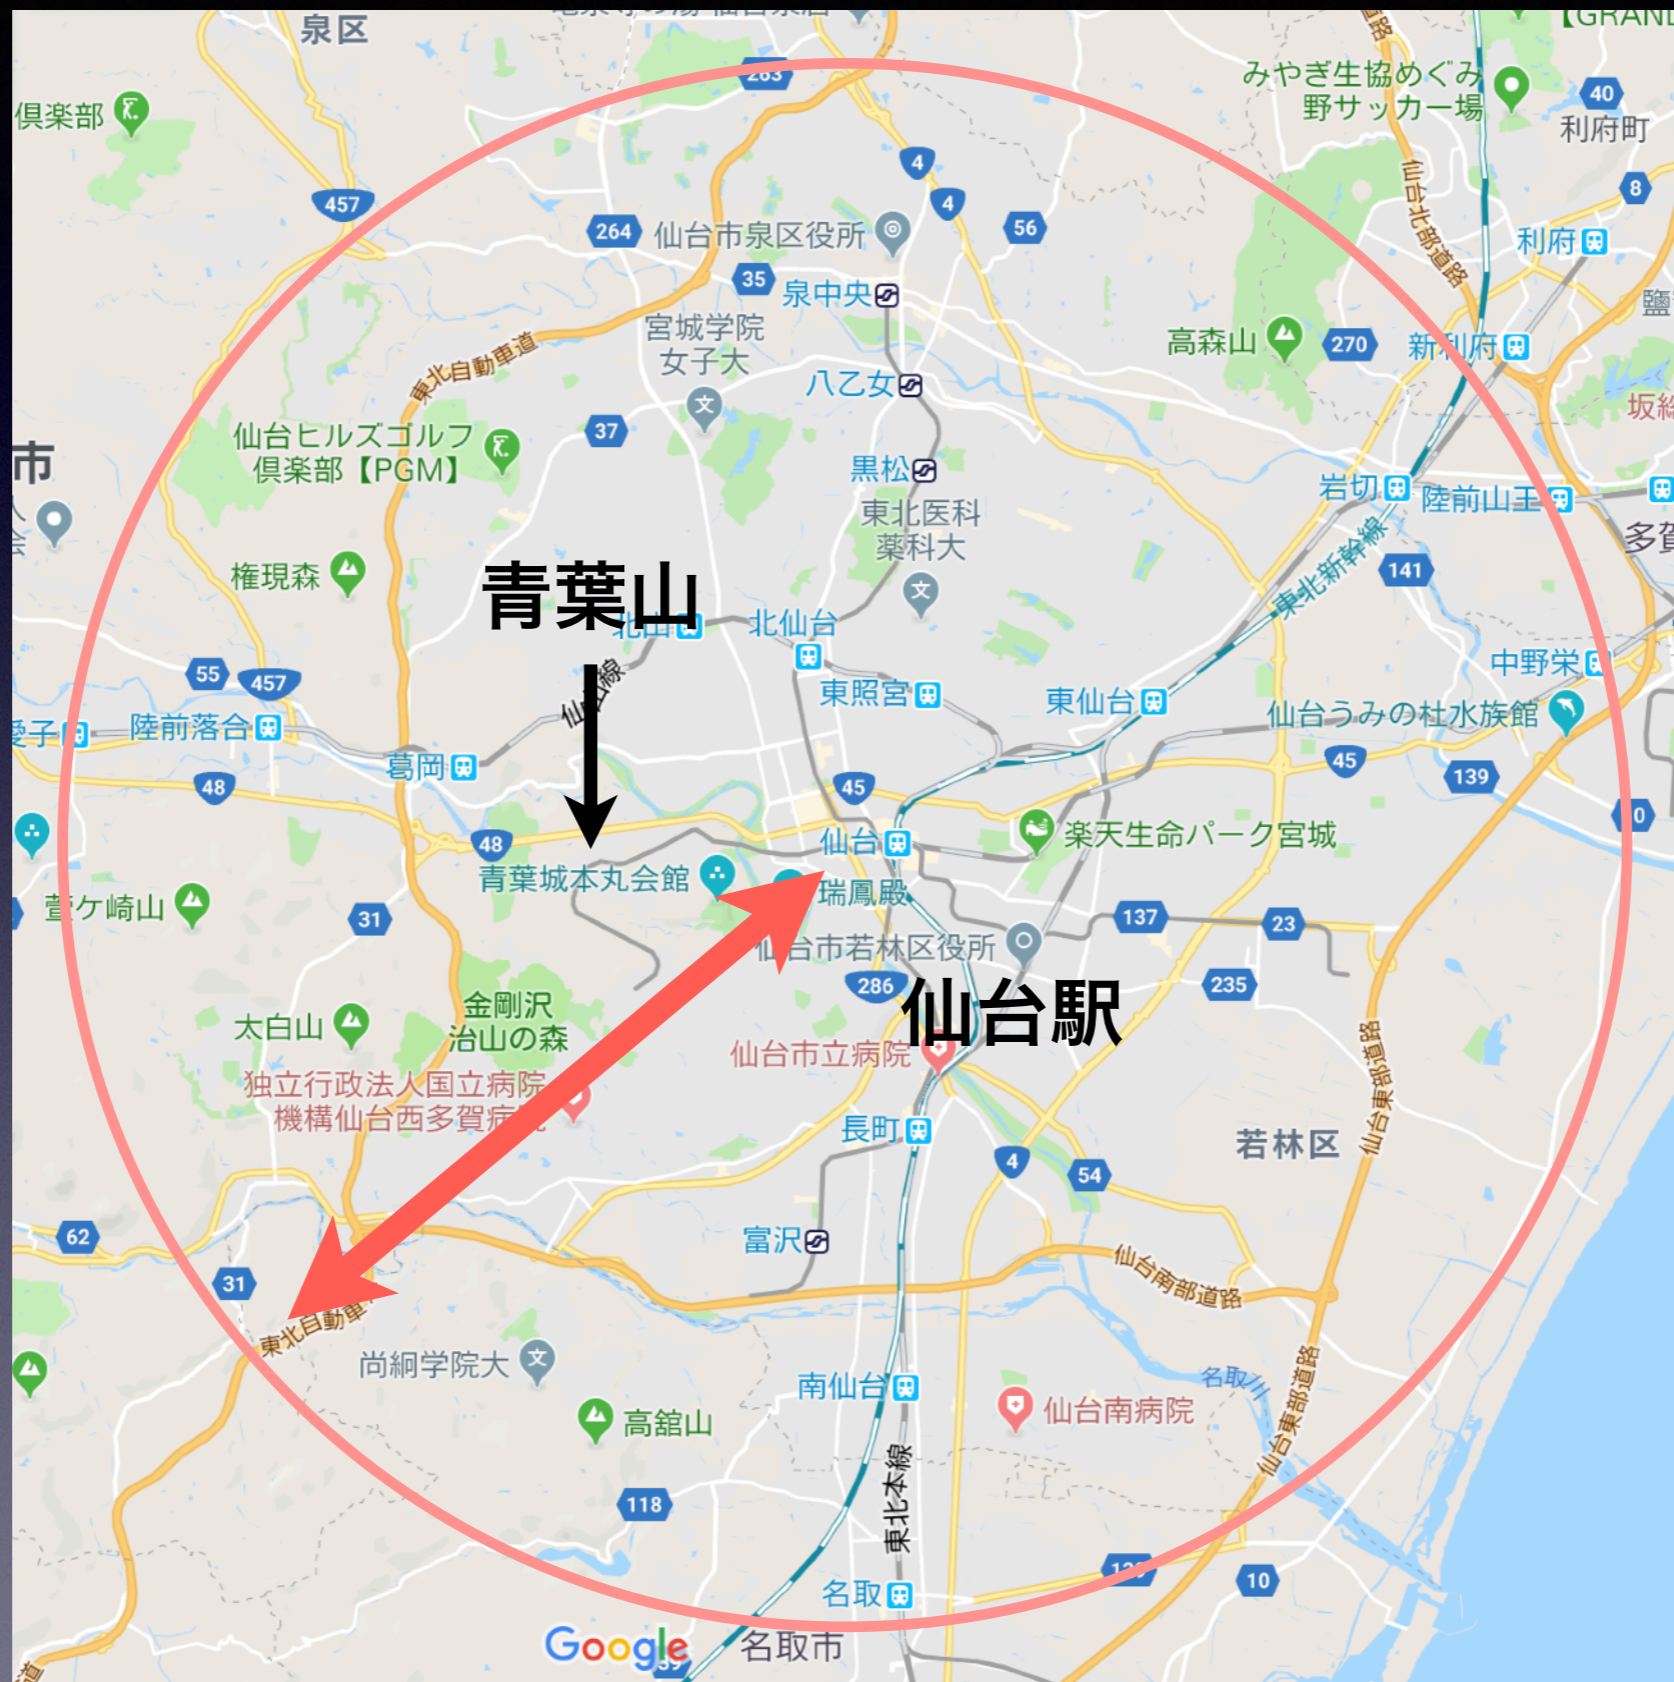 泉区
【GRAND
263
みやぎ生協めぐみ
野サッカー場
40
利府町
倶楽部
4
8
457
4
仙台北部道路
264
仙台市泉区役所
56
利府
35
泉中央
宮城学院
女子大
高森山
270
新利府
東北自動車道
八乙女
37
仙台ヒルズゴルフ
倶楽部【PGM】
市
黒松
岩切
陸前山王
東北医科
薬科大
東北新幹線
141
権現森
青葉山
北山
北仙台
仙山線
中野栄
55
457
東照宮
東仙台
仙台うみの杜水族館
愛子
陸前落合
葛岡
45
139
48
45
48
仙台
楽天生命パーク宮城
青葉城本丸会館
瑞鳳殿
萱ケ崎山
31
137
23
仙台市若林区役所
286
235
仙台駅
金剛沢
治山の森
太白山
仙台市立病院
仙台東部道路
独立行政法人国立病院
機構仙台西多賀病院
長町
若林区
4
54
62
富沢
31
仙台南部道路
東北自動車
尚絅学院大
南仙台
名取川
仙台南病院
高舘山
仙台東部道路
東北本線
118
10
名取
Google
名取市
39
道